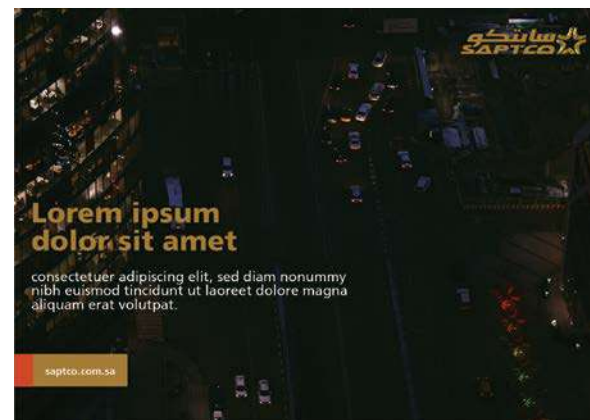 سابتكو
SAPTCO
Lorem ipsum
dolor sit amet
consectetuer adipiscing elit, sed diam nonummy
nibh euismod tincidunt ut laoreet dolore magna
aliquam erat volutpat.
saptco.com.sa